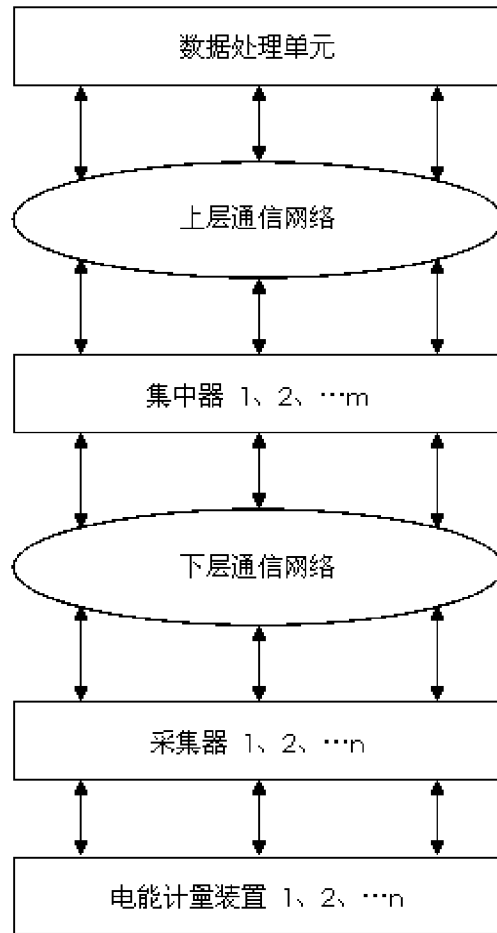 数据处理单元
上层通信网络
集中器 1、2、…m
下层通信网络
采集器 1、2、…n
电能计量装置 1、2、…n